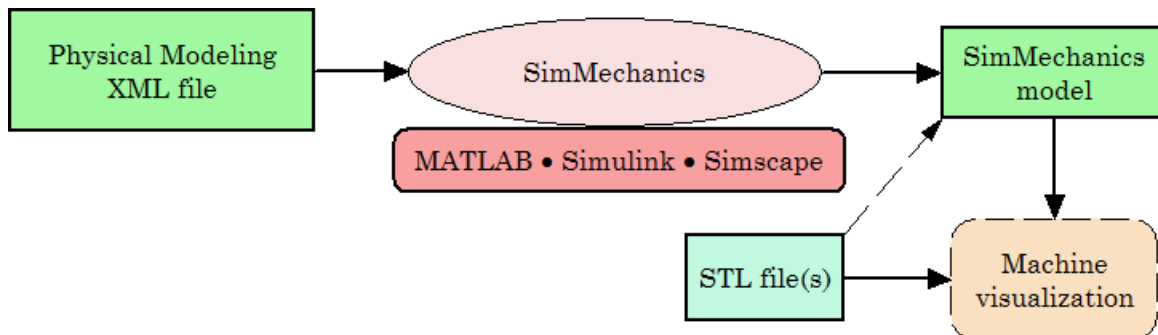 Physical Modeling
XML file
SimMechanics
SimMechanics
model
MATLAB • Simulink • Simscape
STL file(s)
Machine
visualization